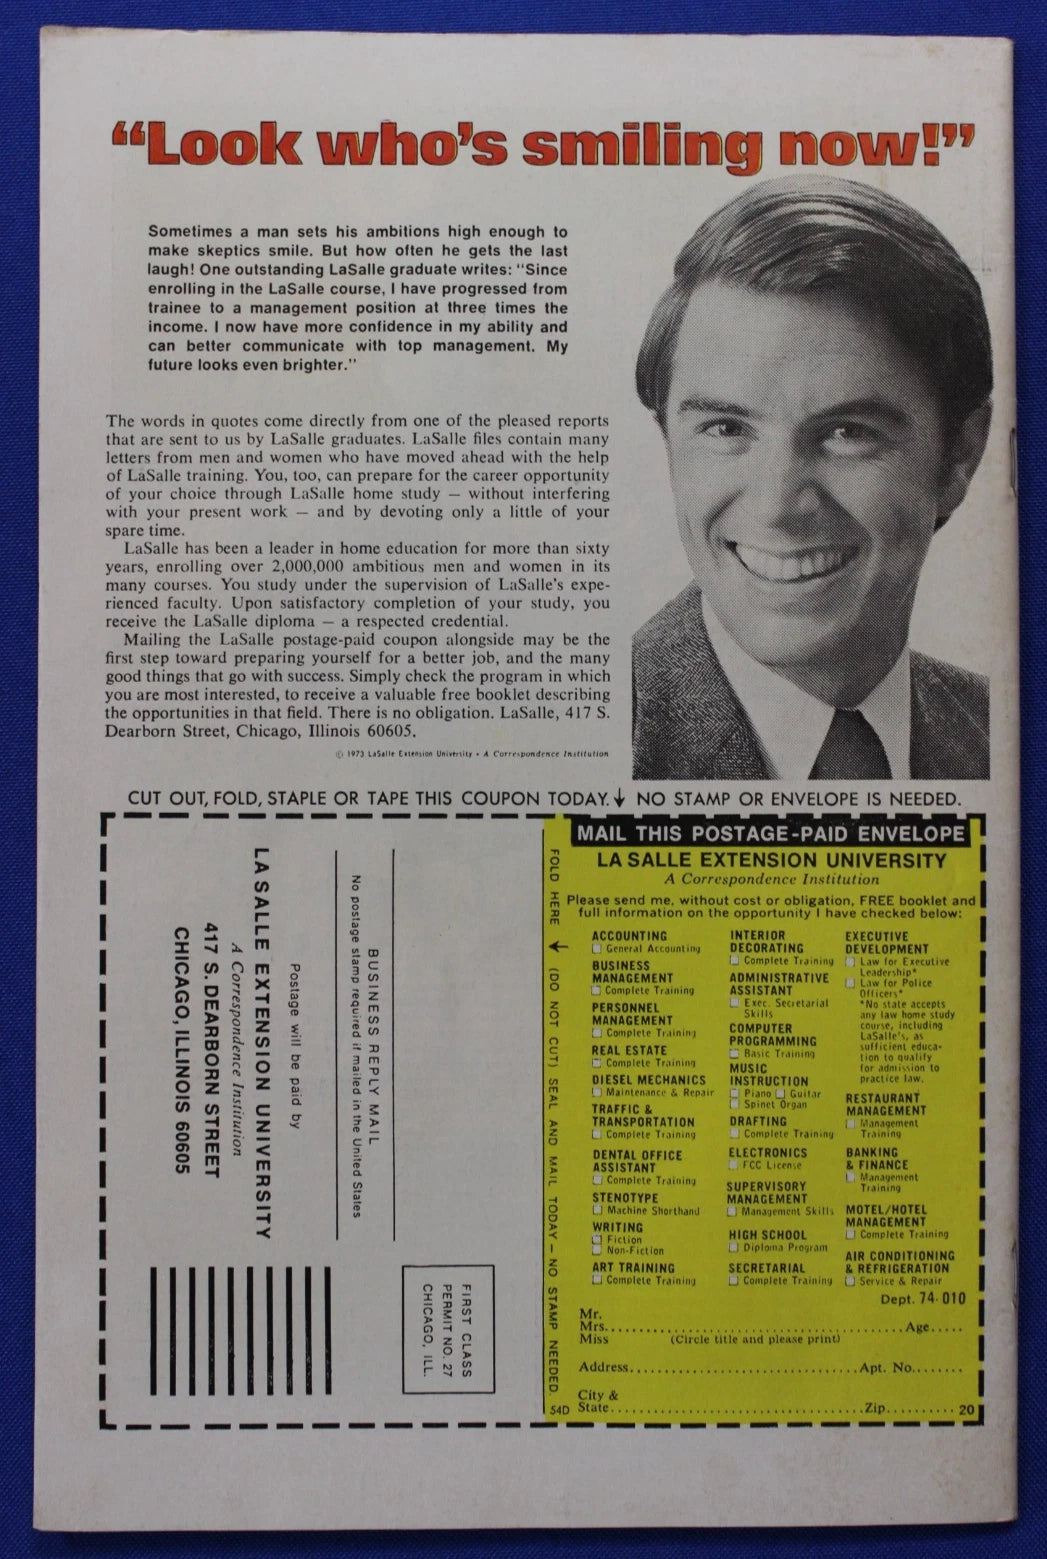 “Look who’s smiling now!”
Sometimes a man sets his ambitions high enough to
make skeptics smile. But how often he gets the last
laugh! One outstanding LaSalle graduate writes: “Since
enrolling in the LaSalle course, I have progressed from
trainee to a management position at three times the
income. I now have more confidence in my ability and
can better communicate with top management. My
future looks even brighter.”
The words in quotes come directly from one of the pleased reports
that are sent to us by LaSalle graduates. LaSalle files contain many
letters from men and women who have moved ahead with the help
of LaSalle training. You, too, can prepare for the career opportunity
of your choice through LaSalle home study — without interfering
with your present work — and by devoting only a little of your
spare time.
LaSalle has been a leader in home education for more than sixty
years, enrolling over 2,000,000 ambitious men and women in its
many courses. You study under the supervision of LaSalle's expe-
rienced faculty. Upon satisfactory completion of your study, you
receive the LaSalle diploma — a respected credential.
Mailing the LaSalle postage-paid coupon alongside may be the
first step toward preparing yourself for a better job, and the many
good things that go with success. Simply check the program in which
you are most interested, to receive a valuable free booklet describing
the opportunities in that field. There is no obligation. LaSalle, 417 S.
Dearborn Street, Chicago, Illinois 60605.
© 1973 LaSalle Extension University • A Correspondence Institution
CUT OUT, FOLD, STAPLE OR TAPE THIS COUPON TODAY.↓ NO STAMP OR ENVELOPE IS NEEDED.
FIRST CLASS
PERMIT NO. 27
CHICAGO, ILL.
BUSINESS REPLY MAIL
No postage stamp required if mailed in the United States
Postage will be paid by
LA SALLE EXTENSION UNIVERSITY
A Correspondence Institution
417 S. DEARBORN STREET
CHICAGO, ILLINOIS 60605
FOLD HERE ↓ (DO NOT CUT) SEAL AND MAIL TODAY — NO STAMP NEEDED.
54D
MAIL THIS POSTAGE-PAID ENVELOPE
LA SALLE EXTENSION UNIVERSITY
A Correspondence Institution
Please send me, without cost or obligation, FREE booklet and
full information on the opportunity I have checked below:
ACCOUNTING
☐ General Accounting
BUSINESS
MANAGEMENT
☐ Complete Training
PERSONNEL
MANAGEMENT
☐ Complete Training
REAL ESTATE
☐ Complete Training
DIESEL MECHANICS
☐ Maintenance & Repair
TRAFFIC &
TRANSPORTATION
☐ Complete Training
DENTAL OFFICE
ASSISTANT
☐ Complete Training
STENOTYPE
☐ Machine Shorthand
WRITING
☐ Fiction
☐ Non-Fiction
ART TRAINING
☐ Complete Training
INTERIOR
DECORATING
☐ Complete Training
ADMINISTRATIVE
ASSISTANT
☐ Exec. Secretarial
Skills
COMPUTER
PROGRAMMING
☐ Basic Training
MUSIC
INSTRUCTION
☐ Piano ☐ Guitar
☐ Spinet Organ
DRAFTING
☐ Complete Training
ELECTRONICS
☐ FCC License
SUPERVISORY
MANAGEMENT
☐ Management Skills
HIGH SCHOOL
☐ Diploma Program
SECRETARIAL
☐ Complete Training
EXECUTIVE
DEVELOPMENT
☐ Law for Executive
Leadership*
☐ Law for Police
Officers*
*No state accepts
any law home study
course, including
LaSalle's, as
sufficient educa-
tion to qualify
for admission to
practice law.
RESTAURANT
MANAGEMENT
☐ Management
Training
BANKING
& FINANCE
☐ Management
Training
MOTEL/HOTEL
MANAGEMENT
☐ Complete Training
AIR CONDITIONING
& REFRIGERATION
☐ Service & Repair
Dept. 74-010
Mr.
Mrs..........Age.....
Miss (Circle title and please print)
Address..........Apt. No........
City &
State..........Zip.......... 20